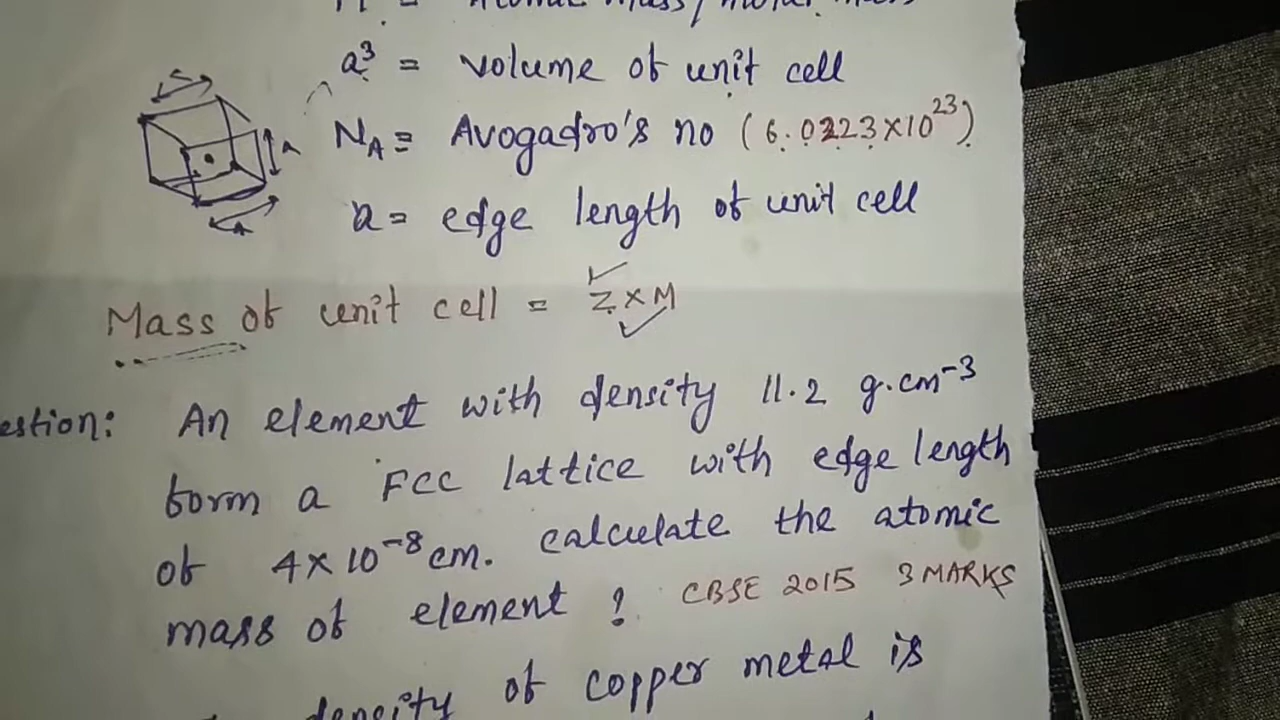 a³ = volume of unit cell
a
N_A = Avogadro's no (6.0223×10²³)
a
a = edge length of unit cell
Mass of unit cell = Z×M
estion: An element with density 11.2 g.cm⁻³
form a FCC lattice with edge length
of 4×10⁻⁸ cm. calculate the atomic
mass of element ? CBSE 2015 3 MARKS
density of copper metal is